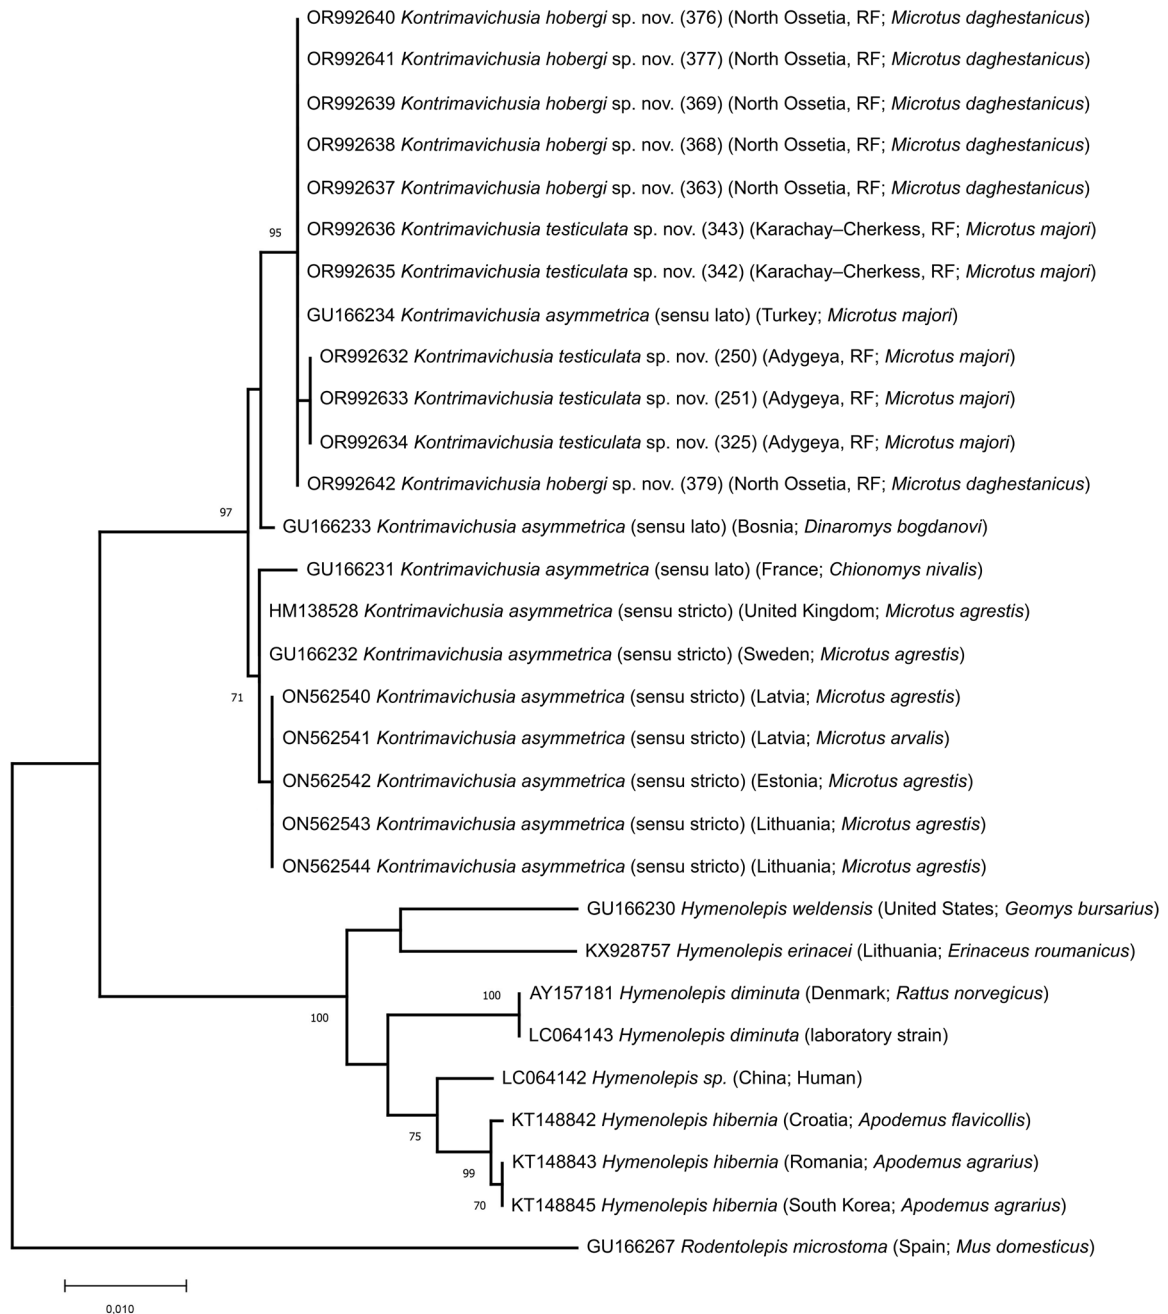 OR992640 Kontrimavichusia hobergi sp. nov. (376) (North Ossetia, RF; Microtus daghestanicus)
OR992641 Kontrimavichusia hobergi sp. nov. (377) (North Ossetia, RF; Microtus daghestanicus)
OR992639 Kontrimavichusia hobergi sp. nov. (369) (North Ossetia, RF; Microtus daghestanicus)
OR992638 Kontrimavichusia hobergi sp. nov. (368) (North Ossetia, RF; Microtus daghestanicus)
OR992637 Kontrimavichusia hobergi sp. nov. (363) (North Ossetia, RF; Microtus daghestanicus)
OR992636 Kontrimavichusia testiculata sp. nov. (343) (Karachay–Cherkess, RF; Microtus majori)
95
OR992635 Kontrimavichusia testiculata sp. nov. (342) (Karachay–Cherkess, RF; Microtus majori)
GU166234 Kontrimavichusia asymmetrica (sensu lato) (Turkey; Microtus majori)
OR992632 Kontrimavichusia testiculata sp. nov. (250) (Adygeya, RF; Microtus majori)
OR992633 Kontrimavichusia testiculata sp. nov. (251) (Adygeya, RF; Microtus majori)
OR992634 Kontrimavichusia testiculata sp. nov. (325) (Adygeya, RF; Microtus majori)
OR992642 Kontrimavichusia hobergi sp. nov. (379) (North Ossetia, RF; Microtus daghestanicus)
97
GU166233 Kontrimavichusia asymmetrica (sensu lato) (Bosnia; Dinaromys bogdanovi)
GU166231 Kontrimavichusia asymmetrica (sensu lato) (France; Chionomys nivalis)
HM138528 Kontrimavichusia asymmetrica (sensu stricto) (United Kingdom; Microtus agrestis)
GU166232 Kontrimavichusia asymmetrica (sensu stricto) (Sweden; Microtus agrestis)
71
ON562540 Kontrimavichusia asymmetrica (sensu stricto) (Latvia; Microtus agrestis)
ON562541 Kontrimavichusia asymmetrica (sensu stricto) (Latvia; Microtus arvalis)
ON562542 Kontrimavichusia asymmetrica (sensu stricto) (Estonia; Microtus agrestis)
ON562543 Kontrimavichusia asymmetrica (sensu stricto) (Lithuania; Microtus agrestis)
ON562544 Kontrimavichusia asymmetrica (sensu stricto) (Lithuania; Microtus agrestis)
GU166230 Hymenolepis weldensis (United States; Geomys bursarius)
KX928757 Hymenolepis erinacei (Lithuania; Erinaceus roumanicus)
100
AY157181 Hymenolepis diminuta (Denmark; Rattus norvegicus)
100
LC064143 Hymenolepis diminuta (laboratory strain)
LC064142 Hymenolepis sp. (China; Human)
KT148842 Hymenolepis hibernia (Croatia; Apodemus flavicollis)
75
KT148843 Hymenolepis hibernia (Romania; Apodemus agrarius)
99
70
KT148845 Hymenolepis hibernia (South Korea; Apodemus agrarius)
GU166267 Rodentolepis microstoma (Spain; Mus domesticus)
0,010